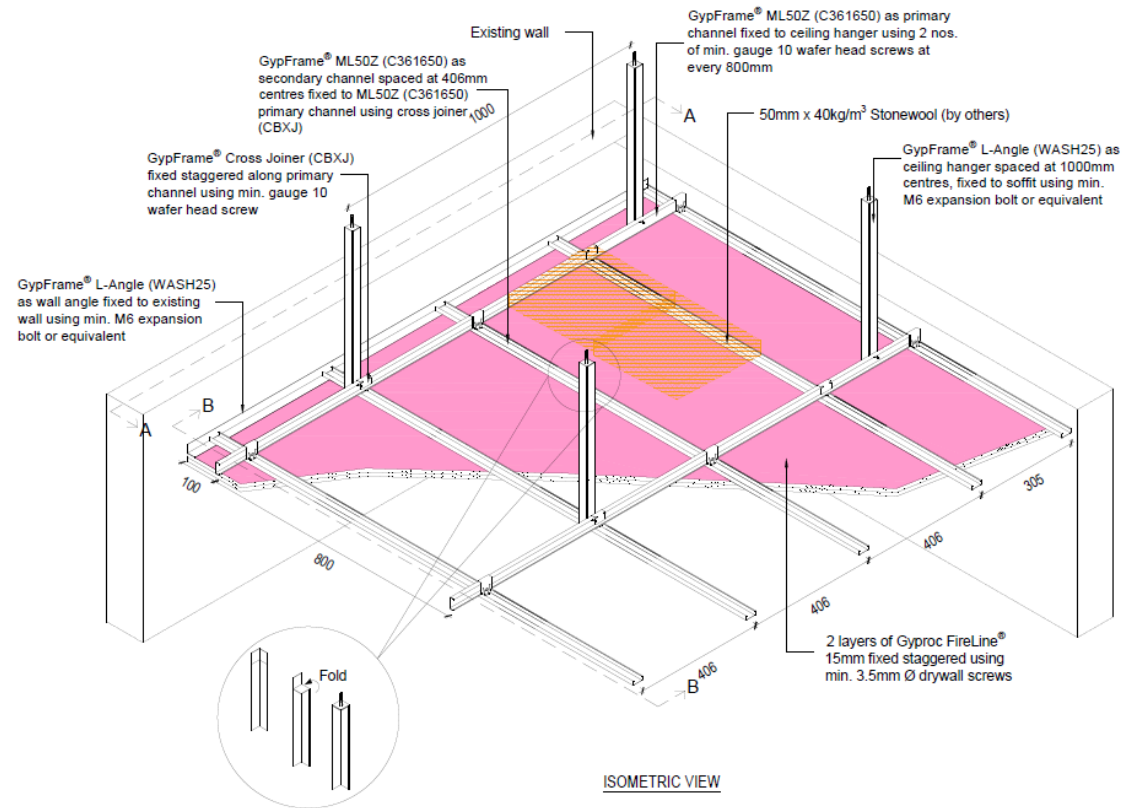 GypFrame® ML50Z (C361650) as primary
channel fixed to ceiling hanger using 2 nos.
of min. gauge 10 wafer head screws at
every 800mm
Existing wall
GypFrame® ML50Z (C361650) as
secondary channel spaced at 406mm
centres fixed to ML50Z (C361650)
primary channel using cross joiner
(CBXJ)
1000
A
50mm x 40kg/m³ Stonewool (by others)
GypFrame® L-Angle (WASH25) as
ceiling hanger spaced at 1000mm
centres, fixed to soffit using min.
M6 expansion bolt or equivalent
GypFrame® Cross Joiner (CBXJ)
fixed staggered along primary
channel using min. gauge 10
wafer head screw
GypFrame® L-Angle (WASH25)
as wall angle fixed to existing
wall using min. M6 expansion
bolt or equivalent
B
A
100
800
305
406
406
406
B
2 layers of Gyproc FireLine®
15mm fixed staggered using
min. 3.5mm Ø drywall screws
Fold
ISOMETRIC VIEW